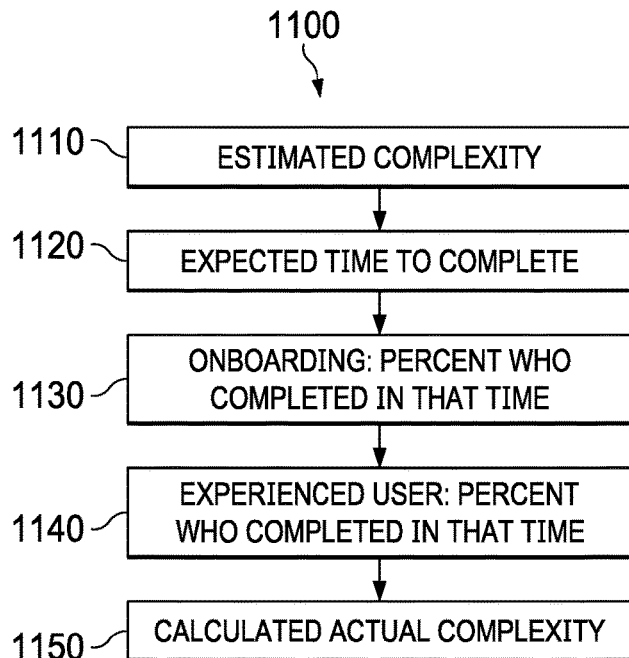 1100
1110
ESTIMATED COMPLEXITY
1120
EXPECTED TIME TO COMPLETE
1130
ONBOARDING: PERCENT WHO
COMPLETED IN THAT TIME
1140
EXPERIENCED USER: PERCENT
WHO COMPLETED IN THAT TIME
1150
CALCULATED ACTUAL COMPLEXITY